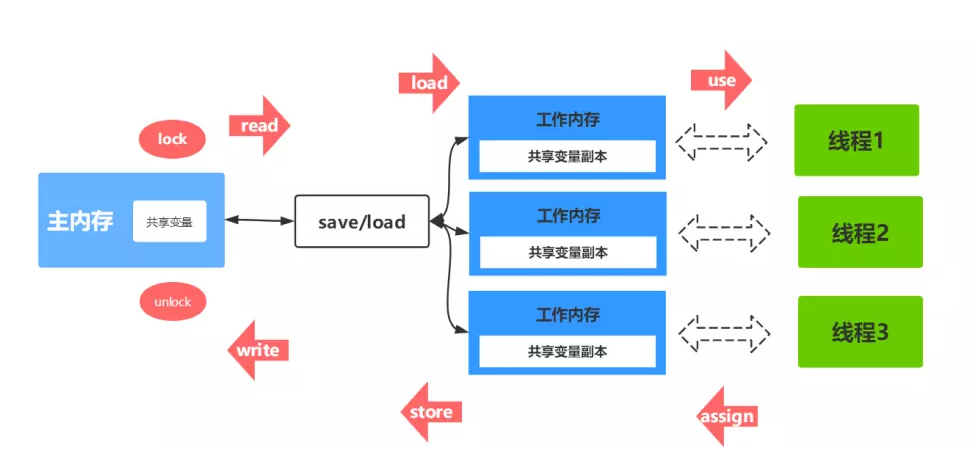 load
use
read
lock
工作内存
共享变量副本
线程1
主内存
共享变量
save/load
工作内存
共享变量副本
线程2
unlock
工作内存
共享变量副本
线程3
write
store
assign